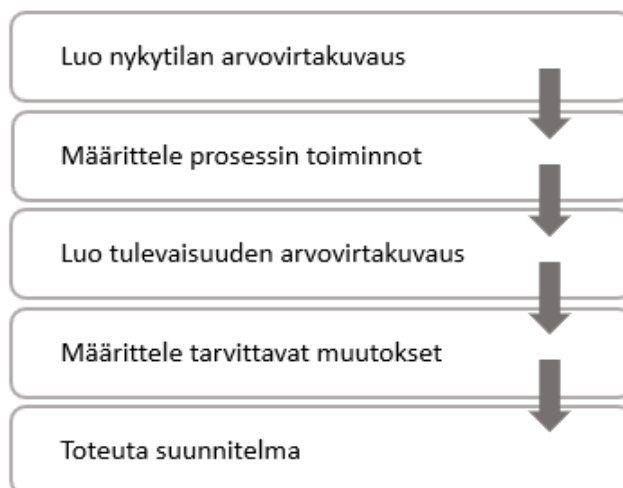 Luo nykytilan arvovirtakuvaus
Määrittele prosessin toiminnot
Luo tulevaisuuden arvovirtakuvaus
Määrittele tarvittavat muutokset
Toteuta suunnitelma